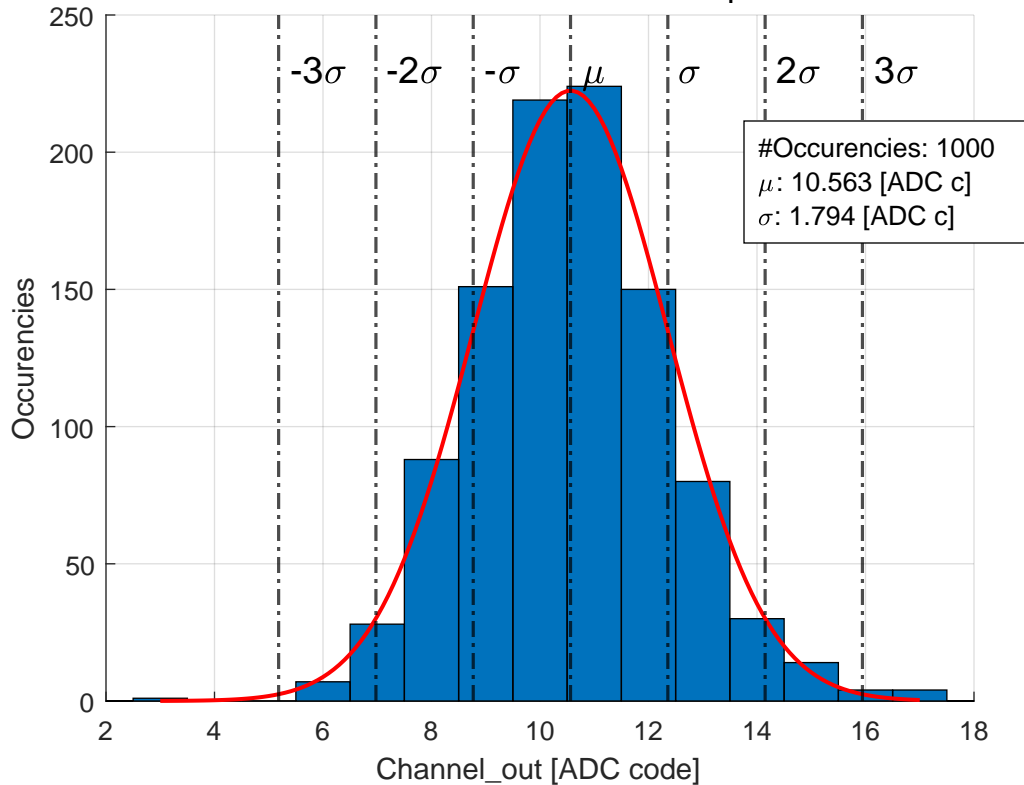 250
200
150
100
50
0
Occurencies
-3σ -2σ -σ μ σ 2σ 3σ
#Occurencies: 1000
μ: 10.563 [ADC c]
σ: 1.794 [ADC c]
2 4 6 8 10 12 14 16 18
Channel_out [ADC code]